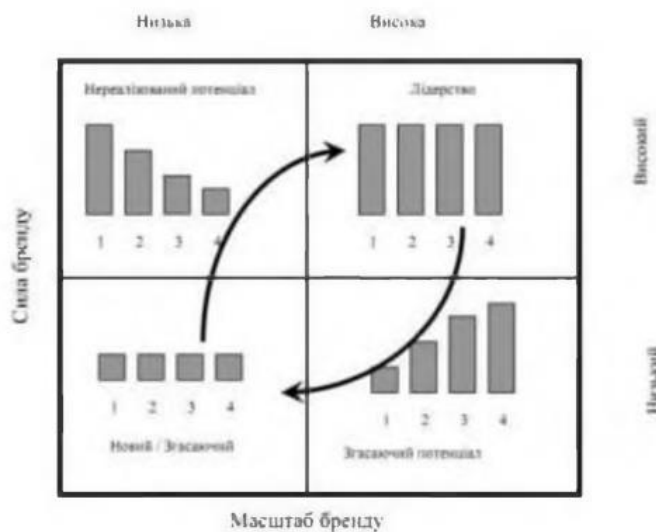 Низька Висока
Нереалізований потенціал Лідерство
1 2 3 4 1 2 3 4
Високий
Сила бренду
1 2 3 4 1 2 3 4
Новий / Згасаючий Згасаючий потенціал
Низький
Масштаб бренду